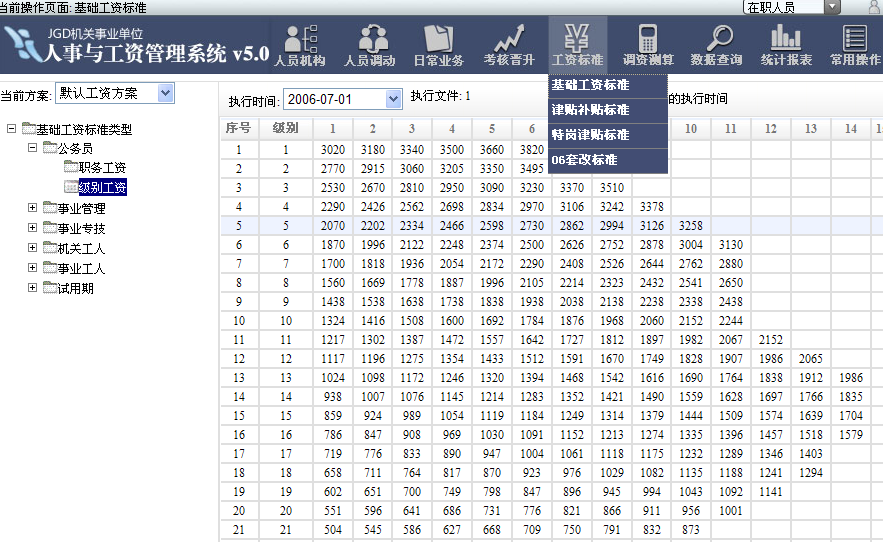 当前操作页面: 基础工资标准
在职人员
JGD机关事业单位
人事与工资管理系统 v5.0
人员机构 人员调动 日常业务 考核晋升 工资标准 调资测算 数据查询 统计报表 常用操作
基础工资标准
津贴补贴标准
特岗津贴标准
06套改标准
当前方案: 默认工资方案
执行时间: 2006-07-01 执行文件: 1 的执行时间
基础工资标准类型
公务员
职务工资
级别工资
事业管理
事业专技
机关工人
事业工人
试用期
序号 级别 1 2 3 4 5 6 10 11 12 13 14
1 1 3020 3180 3340 3500 3660 3820
2 2 2770 2915 3060 3205 3350 3495
3 3 2530 2670 2810 2950 3090 3230 3370 3510
4 4 2290 2426 2562 2698 2834 2970 3106 3242 3378
5 5 2070 2202 2334 2466 2598 2730 2862 2994 3126 3258
6 6 1870 1996 2122 2248 2374 2500 2626 2752 2878 3004 3130
7 7 1700 1818 1936 2054 2172 2290 2408 2526 2644 2762 2880
8 8 1560 1669 1778 1887 1996 2105 2214 2323 2432 2541 2650
9 9 1438 1538 1638 1738 1838 1938 2038 2138 2238 2338 2438
10 10 1324 1416 1508 1600 1692 1784 1876 1968 2060 2152 2244
11 11 1217 1302 1387 1472 1557 1642 1727 1812 1897 1982 2067 2152
12 12 1117 1196 1275 1354 1433 1512 1591 1670 1749 1828 1907 1986 2065
13 13 1024 1098 1172 1246 1320 1394 1468 1542 1616 1690 1764 1838 1912 1986
14 14 938 1007 1076 1145 1214 1283 1352 1421 1490 1559 1628 1697 1766 1835
15 15 859 924 989 1054 1119 1184 1249 1314 1379 1444 1509 1574 1639 1704
16 16 786 847 908 969 1030 1091 1152 1213 1274 1335 1396 1457 1518 1579
17 17 719 776 833 890 947 1004 1061 1118 1175 1232 1289 1346 1403
18 18 658 711 764 817 870 923 976 1029 1082 1135 1188 1241 1294
19 19 602 651 700 749 798 847 896 945 994 1043 1092 1141
20 20 551 596 641 686 731 776 821 866 911 956 1001
21 21 504 545 586 627 668 709 750 791 832 873